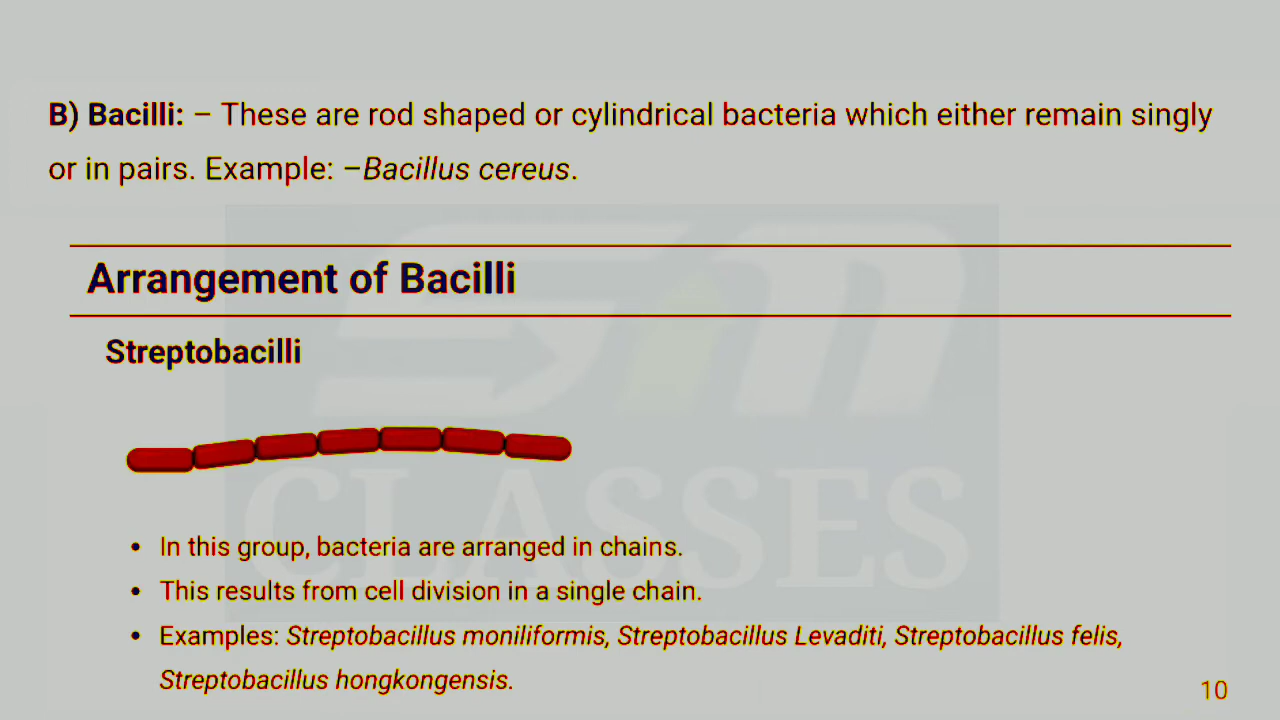 B) Bacilli: – These are rod shaped or cylindrical bacteria which either remain singly
or in pairs. Example: –Bacillus cereus.
Arrangement of Bacilli
Streptobacilli
CLASSES
• In this group, bacteria are arranged in chains.
• This results from cell division in a single chain.
• Examples: Streptobacillus moniliformis, Streptobacillus Levaditi, Streptobacillus felis,
Streptobacillus hongkongensis.
10